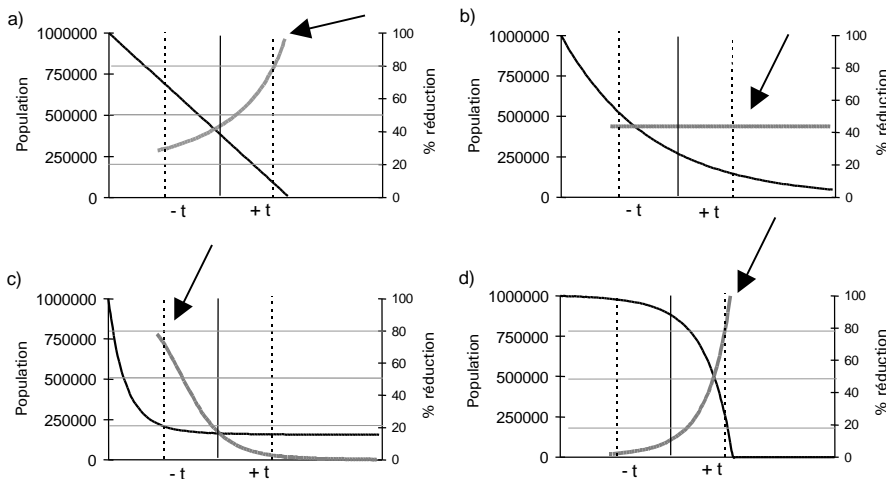 a)
1000000
750000
500000
250000
0
Population
100
80
60
40
20
0
% réduction
- t
+ t
b)
1000000
750000
500000
250000
0
Population
100
80
60
40
20
0
% réduction
- t
+ t
c)
1000000
750000
500000
250000
0
Population
100
80
60
40
20
0
% réduction
- t
+ t
d)
1000000
750000
500000
250000
0
Population
100
80
60
40
20
0
% réduction
- t
+ t